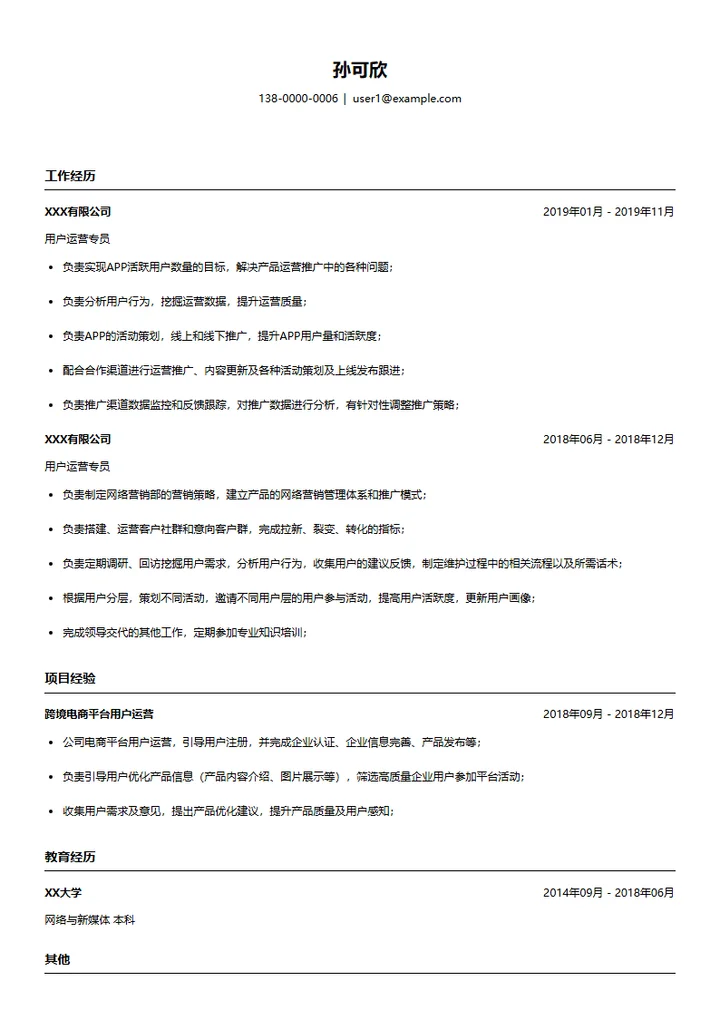 孙可欣
138-0000-0006 | user1@example.com
工作经历
XXX有限公司 2019年01月 - 2019年11月
用户运营专员
• 负责实现APP活跃用户数量的目标，解决产品运营推广中的各种问题；
• 负责分析用户行为，挖掘运营数据，提升运营质量；
• 负责APP的活动策划，线上和线下推广，提升APP用户量和活跃度；
• 配合合作渠道进行运营推广、内容更新及各种活动策划及上线发布跟进；
• 负责推广渠道数据监控和反馈跟踪，对推广数据进行分析，有针对性调整推广策略；
XXX有限公司 2018年06月 - 2018年12月
用户运营专员
• 负责制定网络营销部的营销策略，建立产品的网络营销管理体系和推广模式；
• 负责搭建、运营客户社群和意向客户群，完成拉新、裂变、转化的指标；
• 负责定期调研、回访挖掘用户需求，分析用户行为，收集用户的建议反馈，制定维护过程中的相关流程以及所需话术；
• 根据用户分层，策划不同活动，邀请不同用户层的用户参与活动，提高用户活跃度，更新用户画像；
• 完成领导交代的其他工作，定期参加专业知识培训；
项目经验
跨境电商平台用户运营 2018年09月 - 2018年12月
• 公司电商平台用户运营，引导用户注册，并完成企业认证、企业信息完善、产品发布等；
• 负责引导用户优化产品信息（产品内容介绍、图片展示等），筛选高质量企业用户参加平台活动；
• 收集用户需求及意见，提出产品优化建议，提升产品质量及用户感知；
教育经历
XX大学 2014年09月 - 2018年06月
网络与新媒体 本科
其他